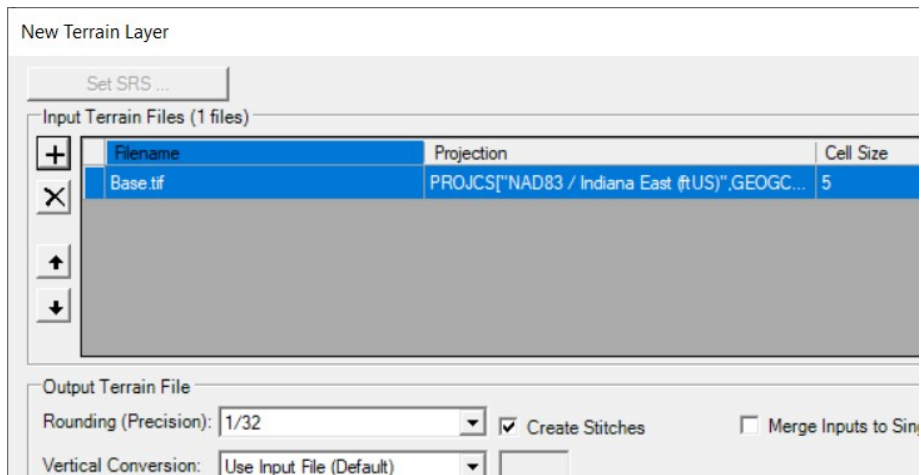 New Terrain Layer
Set SRS ...
Input Terrain Files (1 files)
Filename Projection Cell Size
Base.tif PROJCS["NAD83 / Indiana East (ftUS)",GEOGC... 5
Output Terrain File
Rounding (Precision): 1/32 Create Stitches Merge Inputs to
Vertical Conversion: Use Input File (Default)